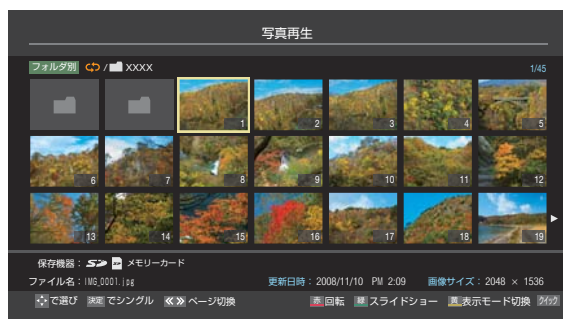 写真再生
フォルダ別 / XXXX 1/45
1 2 3 4 5
6 7 8 9 10 11 12
13 14 15 16 17 18 19
保存機器： SD メモリーカード
ファイル名：IMG_0001.jpg 更新日時：2008/11/10 PM 2:09 画像サイズ：2048 × 1536
で選び 決定 でシングル ページ切換 赤 回転 緑 スライドショー 黄 表示モード切換 クイック